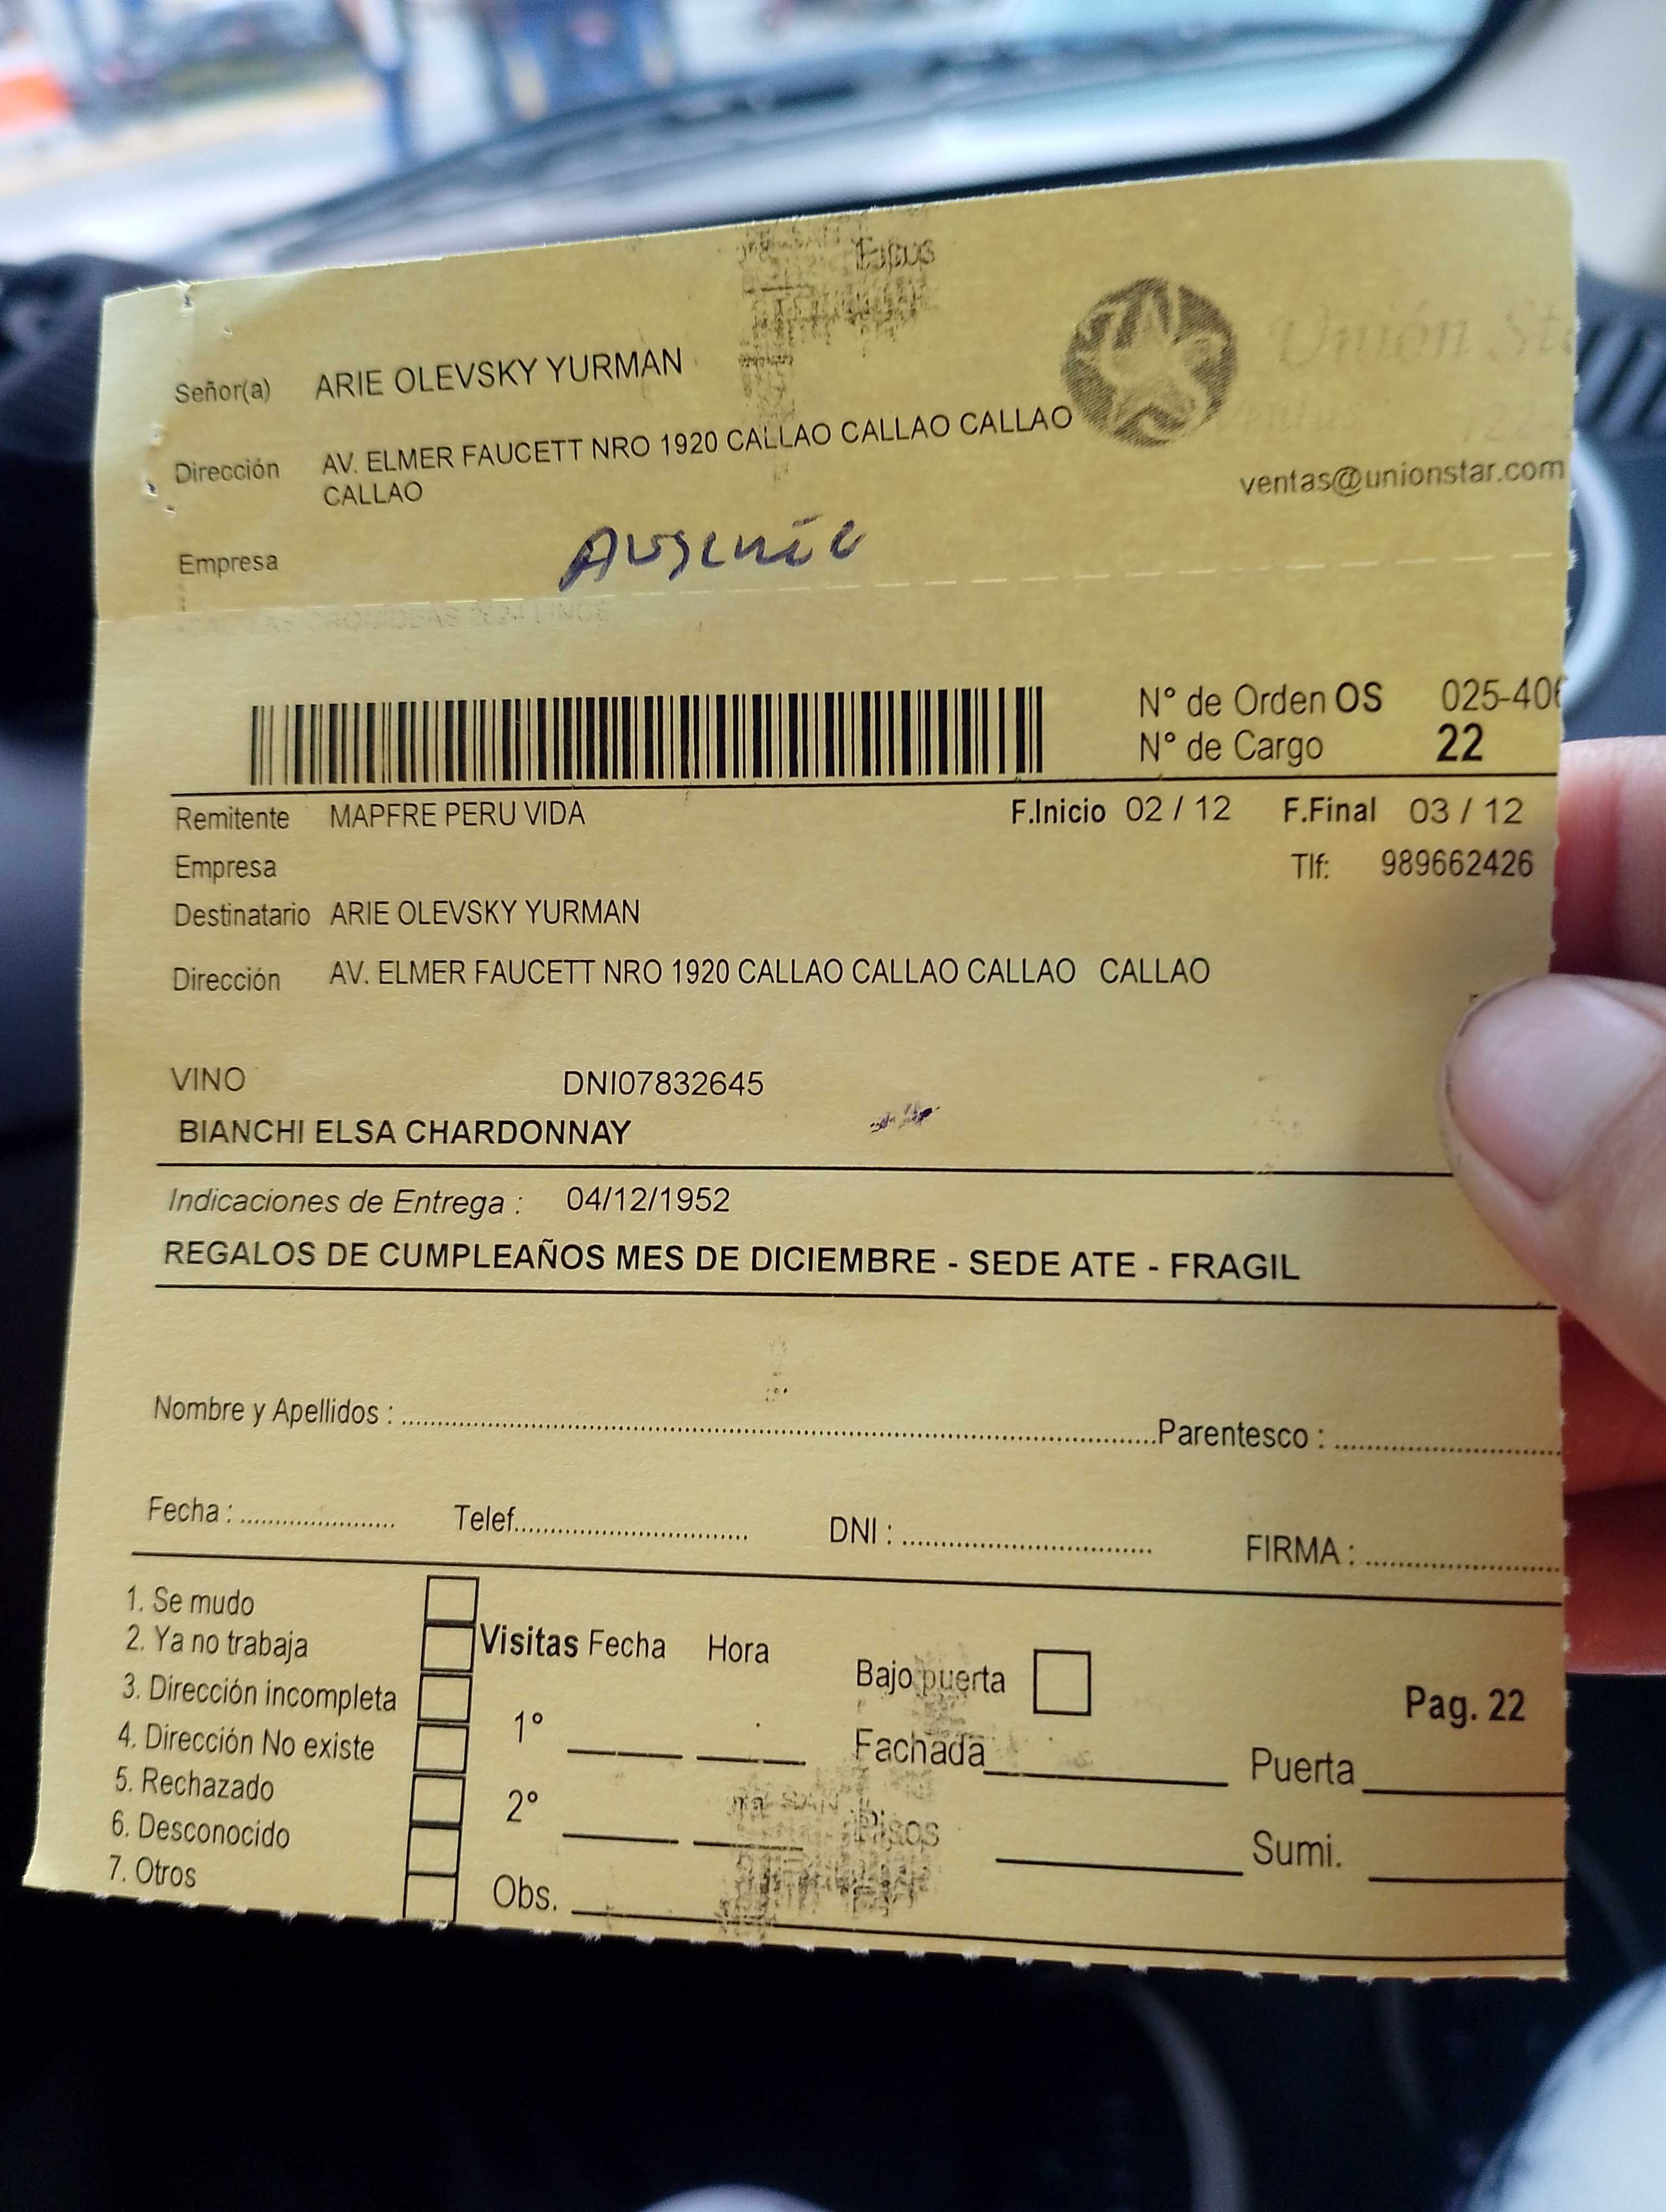 Señor(a) ARIE OLEVSKY YURMAN
Dirección AV. ELMER FAUCETT NRO 1920 CALLAO CALLAO CALLAO
CALLAO
Unión St
ventas@unionstar.com
Empresa
Ausente
N° de Orden OS 025-406
N° de Cargo 22
Remitente MAPFRE PERU VIDA F.Inicio 02 / 12 F.Final 03 / 12
Empresa Tlf: 989662426
Destinatario ARIE OLEVSKY YURMAN
Dirección AV. ELMER FAUCETT NRO 1920 CALLAO CALLAO CALLAO CALLAO
VINO DNI07832645
BIANCHI ELSA CHARDONNAY
Indicaciones de Entrega : 04/12/1952
REGALOS DE CUMPLEAÑOS MES DE DICIEMBRE - SEDE ATE - FRAGIL
Nombre y Apellidos : Parentesco :
Fecha : Telef. DNI : FIRMA :
1. Se mudo
2. Ya no trabaja
3. Dirección incompleta
4. Dirección No existe
5. Rechazado
6. Desconocido
7. Otros
Visitas Fecha Hora
1°
2°
Obs.
Bajo puerta
Fachada
Pisos
Pag. 22
Puerta
Sumi.